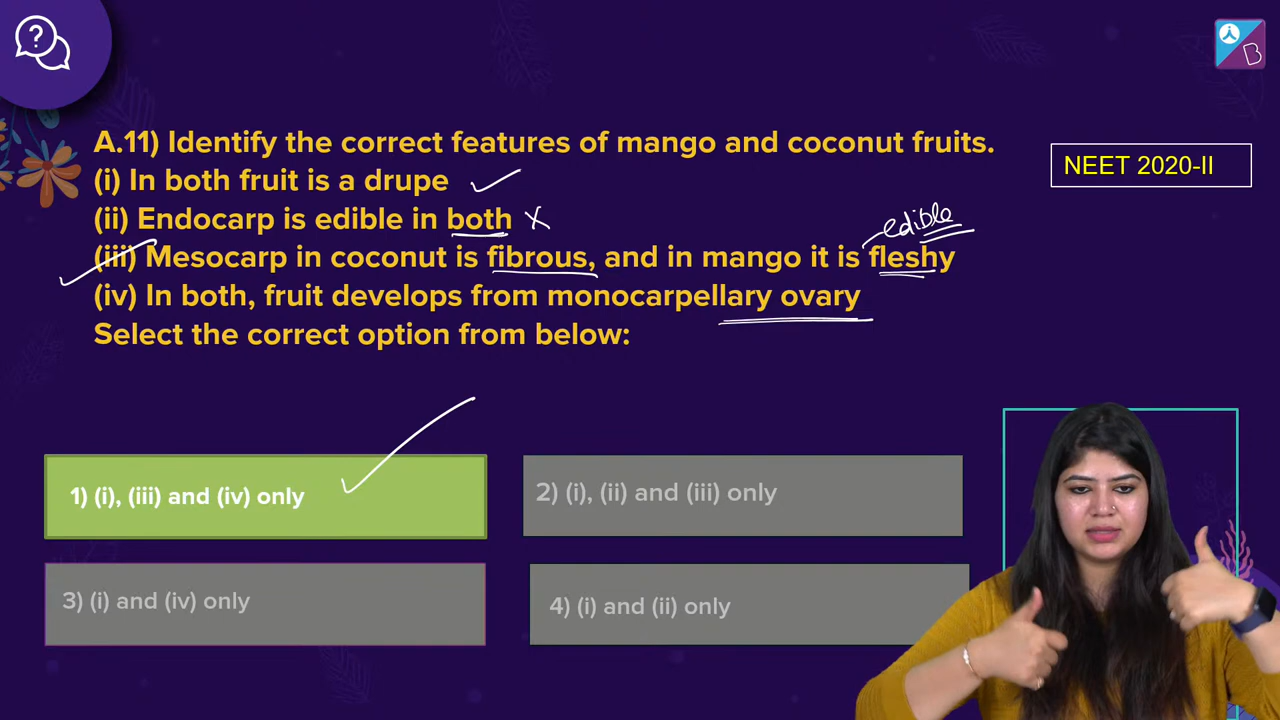 ?
B
A.11) Identify the correct features of mango and coconut fruits.
NEET 2020-II
(i) In both fruit is a drupe
(ii) Endocarp is edible in both
edible
(iii) Mesocarp in coconut is fibrous, and in mango it is fleshy
(iv) In both, fruit develops from monocarpellary ovary
Select the correct option from below:
1) (i), (iii) and (iv) only
2) (i), (ii) and (iii) only
3) (i) and (iv) only
4) (i) and (ii) only